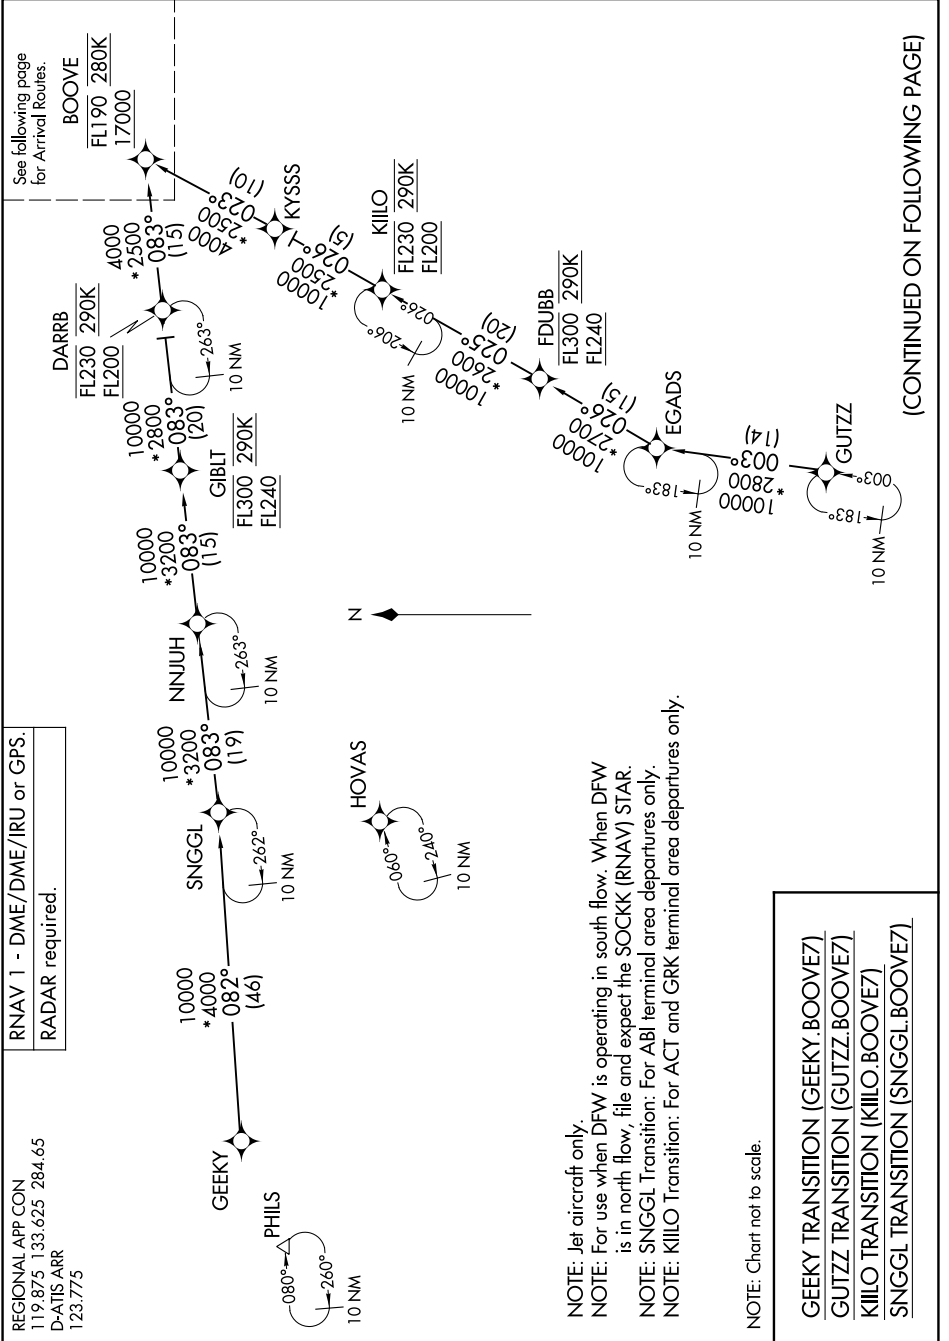 REGIONAL APP CON
119.875 133.625 284.65
D-ATIS ARR
123.775
RNAV 1 - DME/DME/IRU or GPS.
RADAR required.
See following page
for Arrival Routes.
BOOVE
FL190 280K
17000
4000
*2500
083°
(15)
DARRB
FL230 290K
FL200
263°
10 NM
10000
*2800
083°
(20)
GIBLT
FL300 290K
FL240
10000
*3200
083°
(15)
NNJUH
263°
10 NM
10000
*3200
083°
(19)
SNGGL
262°
10 NM
10000
*4000
082°
(46)
GEEKY
PHILS
080°
260°
10 NM
HOVAS
060°
240°
10 NM
N
(10)
023°
*2500
4000
KYSSS
(5)
026°
*2500
10000
KIILO
FL230 290K
FL200
026°
206°
10 NM
(20)
025°
*2600
10000
FDUBB
FL300 290K
FL240
(15)
026°
*2700
10000
EGADS
183°
10 NM
(14)
003°
*2800
10000
GUTZZ
003°
183°
10 NM
(CONTINUED ON FOLLOWING PAGE)
NOTE: Jet aircraft only.
NOTE: For use when DFW is operating in south flow. When DFW
is in north flow, file and expect the SOCKK (RNAV) STAR.
NOTE: SNGGL Transition: For ABI terminal area departures only.
NOTE: KIILO Transition: For ACT and GRK terminal area departures only.
NOTE: Chart not to scale.
GEEKY TRANSITION (GEEKY.BOOVE7)
GUTZZ TRANSITION (GUTZZ.BOOVE7)
KIILO TRANSITION (KIILO.BOOVE7)
SNGGL TRANSITION (SNGGL.BOOVE7)